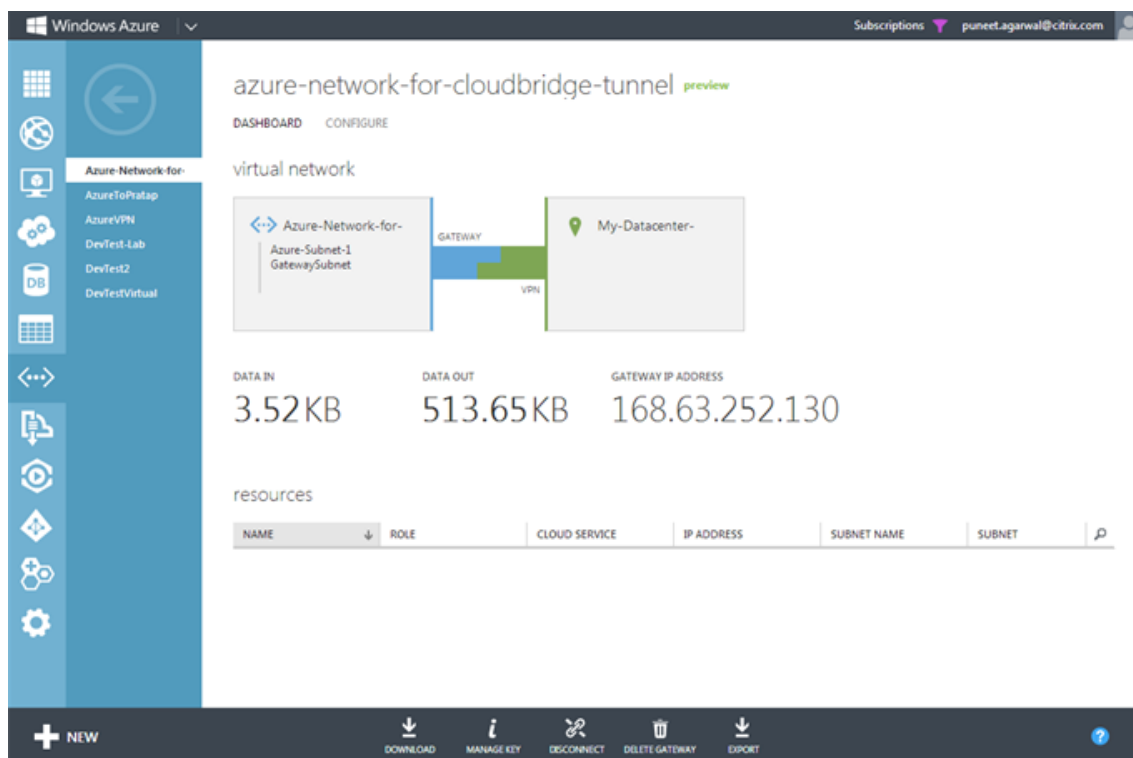 Windows Azure
Subscriptions puneet.agarwal@citrix.com
azure-network-for-cloudbridge-tunnel preview
DASHBOARD CONFIGURE
Azure-Network-for-
AzureToPratap
AzureVPN
DevTest-Lab
DevTest2
DevTestVirtual
virtual network
Azure-Network-for-
Azure-Subnet-1
GatewaySubnet
GATEWAY
VPN
My-Datacenter-
DATA IN DATA OUT GATEWAY IP ADDRESS
3.52KB 513.65KB 168.63.252.130
resources
NAME ROLE CLOUD SERVICE IP ADDRESS SUBNET NAME SUBNET
DB
NEW DOWNLOAD MANAGE KEY DISCONNECT DELETE GATEWAY EXPORT ?